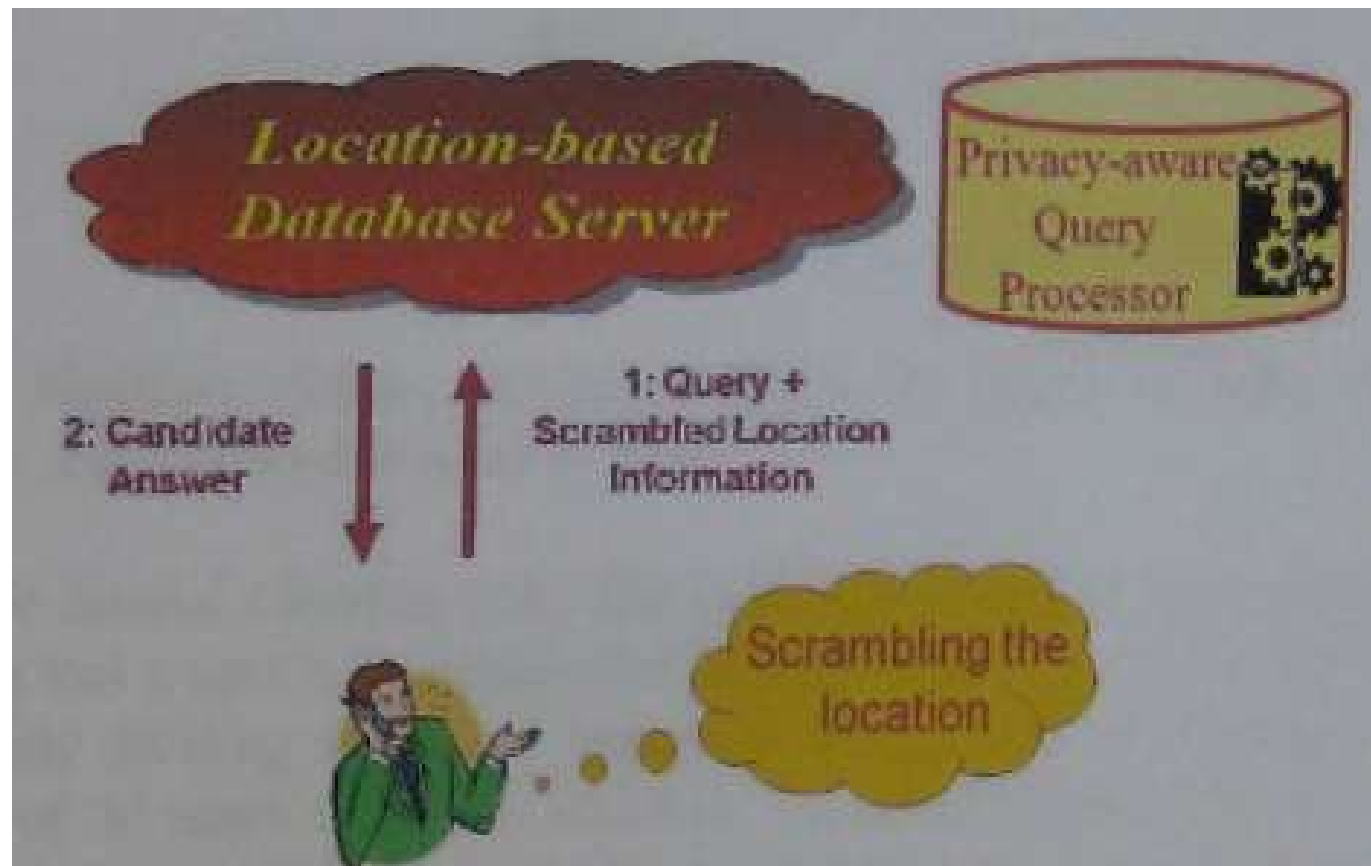 Location-based
Database Server
Privacy-aware
Query
Processor
2: Candidate
Answer
1: Query +
Scrambled Location
Information
Scrambling the
location